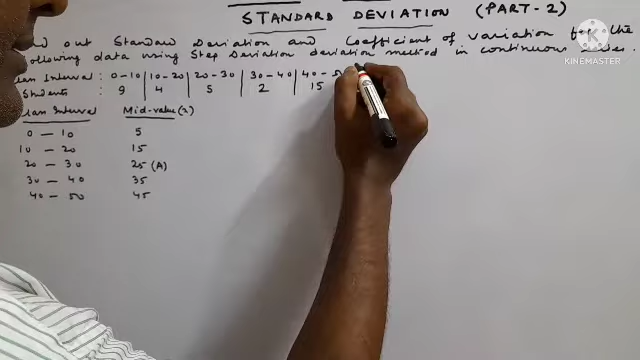 STANDARD DEVIATION (PART-2)
out Standard Deviation and Coefficient of variation for the
following data using Step Deviation deviation method in continuous
Interval : 0-10 | 10-20 | 20-30 | 30-40 | 40-
Students : 9 4 5 2 15
Interval Mid-value
0 - 10 5
10 - 20 15
20 - 30 25 (A)
30 - 40 35
40 - 50 45
KINEMASTER